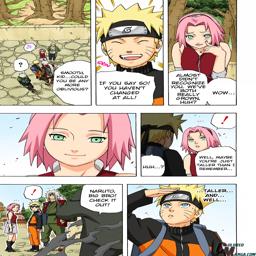 ALMOST
DIDN'T
RECOGNIZE
YOU. WE'VE
BOTH
REALLY
GROWN,
HUH?
WOW...
IF YOU SAY SO!
YOU HAVEN'T
CHANGED
AT ALL!
?
SMOOTH,
KID...COULD
YOU BE ANY
MORE
OBLIVIOUS?
WELL, MAYBE
YOU'RE JUST
TALLER THAN I
REMEMBER...
!
HUH...?
TALLER...
AND...
WELL...
NARUTO,
BIG BRO!
CHECK IT
OUT!
!